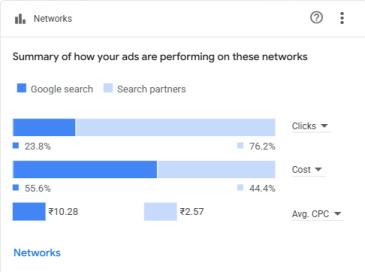 Networks
Summary of how your ads are performing on these networks
Google search Search partners
Clicks
23.8% 76.2%
Cost
55.6% 44.4%
₹10.28 ₹2.57 Avg. CPC
Networks